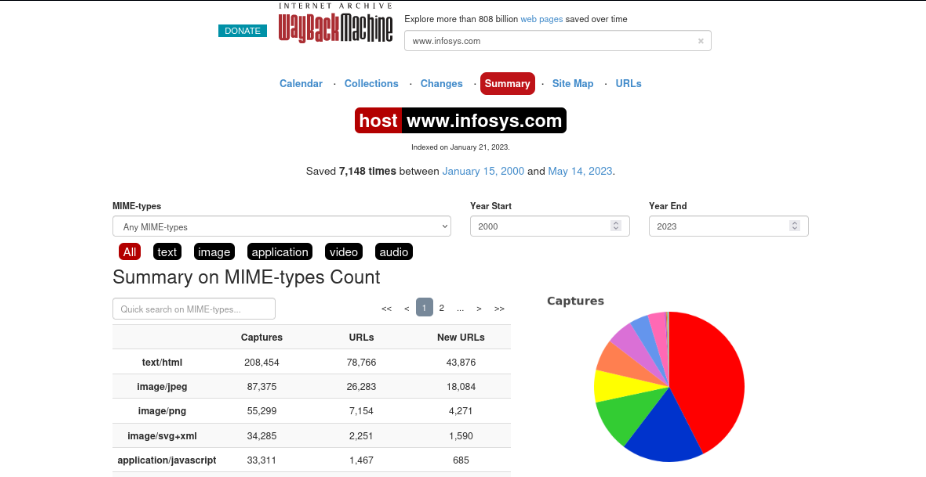 INTERNET ARCHIVE
DONATE
WayBackMachine
Explore more than 808 billion web pages saved over time
www.infosys.com ×
Calendar · Collections · Changes · Summary · Site Map · URLs
host www.infosys.com
Indexed on January 21, 2023.
Saved 7,148 times between January 15, 2000 and May 14, 2023.
MIME-types Year Start Year End
Any MIME-types 2000 2023
All text image application video audio
Summary on MIME-types Count
Quick search on MIME-types... << < 1 2 ... > >>
Captures
Captures URLs New URLs
text/html 208,454 78,766 43,876
image/jpeg 87,375 26,283 18,084
image/png 55,299 7,154 4,271
image/svg+xml 34,285 2,251 1,590
application/javascript 33,311 1,467 685